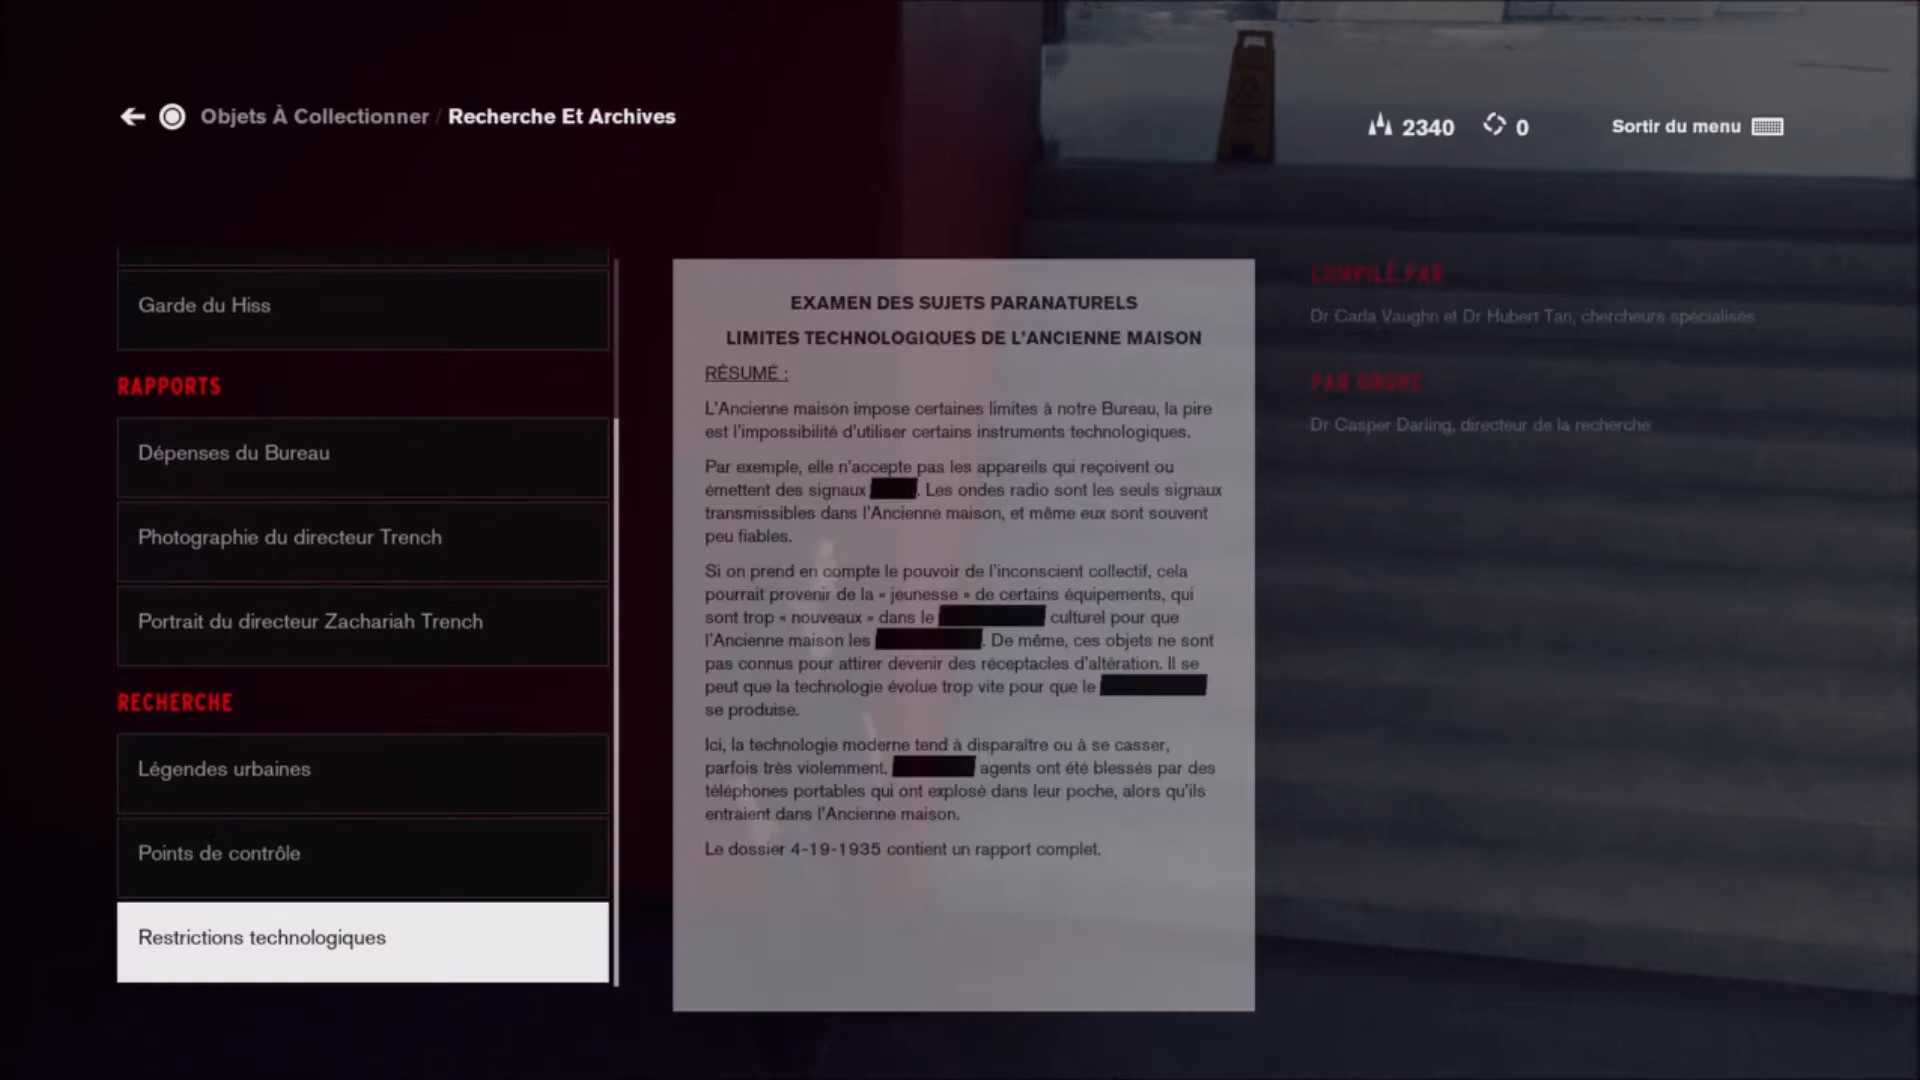 Objets À Collectionner / Recherche Et Archives
2340
0
Sortir du menu
Garde du Hiss
RAPPORTS
Dépenses du Bureau
Photographie du directeur Trench
Portrait du directeur Zachariah Trench
RECHERCHE
Légendes urbaines
Points de contrôle
Restrictions technologiques
EXAMEN DES SUJETS PARANATURELS
LIMITES TECHNOLOGIQUES DE L'ANCIENNE MAISON
RÉSUMÉ :
L'Ancienne maison impose certaines limites à notre Bureau, la pire
est l'impossibilité d'utiliser certains instruments technologiques.
Par exemple, elle n'accepte pas les appareils qui reçoivent ou
émettent des signaux . Les ondes radio sont les seuls signaux
transmissibles dans l'Ancienne maison, et même eux sont souvent
peu fiables.
Si on prend en compte le pouvoir de l'inconscient collectif, cela
pourrait provenir de la « jeunesse » de certains équipements, qui
sont trop « nouveaux » dans le culturel pour que
l'Ancienne maison les . De même, ces objets ne sont
pas connus pour attirer devenir des réceptacles d'altération. Il se
peut que la technologie évolue trop vite pour que le
se produise.
Ici, la technologie moderne tend à disparaître ou à se casser,
parfois très violemment. agents ont été blessés par des
téléphones portables qui ont explosé dans leur poche, alors qu'ils
entraient dans l'Ancienne maison.
Le dossier 4-19-1935 contient un rapport complet.
COMPILÉ PAR
Dr Carla Vaughn et Dr Hubert Tan, chercheurs spécialisés
PAR ORDRE
Dr Casper Darling, directeur de la recherche